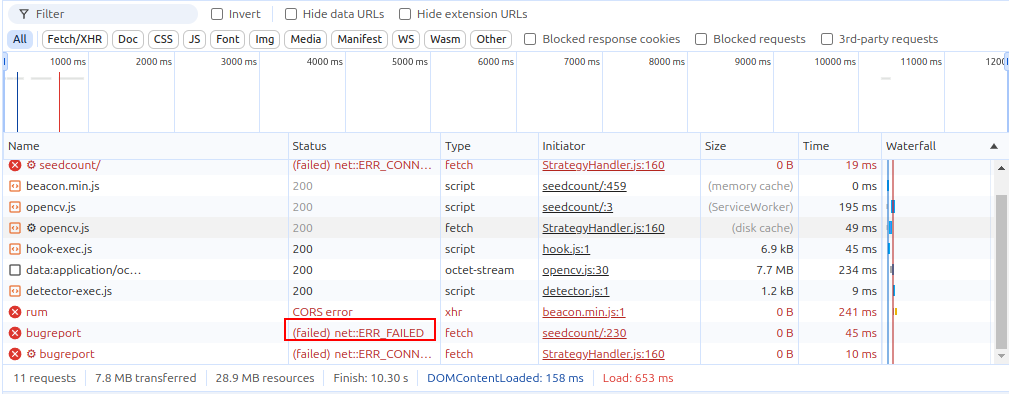 Filter Invert Hide data URLs Hide extension URLs
All Fetch/XHR Doc CSS JS Font Img Media Manifest WS Wasm Other Blocked response cookies Blocked requests 3rd-party requests
1000 ms 2000 ms 3000 ms 4000 ms 5000 ms 6000 ms 7000 ms 8000 ms 9000 ms 10000 ms 11000 ms 1200
Name Status Type Initiator Size Time Waterfall
seedcount/ (failed) net::ERR_CONN... fetch StrategyHandler.js:160 0 B 19 ms
beacon.min.js 200 script seedcount/:459 (memory cache) 0 ms
opencv.js 200 script seedcount/:3 (ServiceWorker) 195 ms
opencv.js 200 fetch StrategyHandler.js:160 (disk cache) 49 ms
hook-exec.js 200 script hook.js:1 6.9 kB 45 ms
data:application/oc... 200 octet-stream opencv.js:30 7.7 MB 234 ms
detector-exec.js 200 script detector.js:1 1.2 kB 9 ms
rum CORS error xhr beacon.min.js:1 0 B 241 ms
bugreport (failed) net::ERR_FAILED fetch seedcount/:230 0 B 45 ms
bugreport (failed) net::ERR_CONN... fetch StrategyHandler.js:160 0 B 10 ms
11 requests 7.8 MB transferred 28.9 MB resources Finish: 10.30 s DOMContentLoaded: 158 ms Load: 653 ms